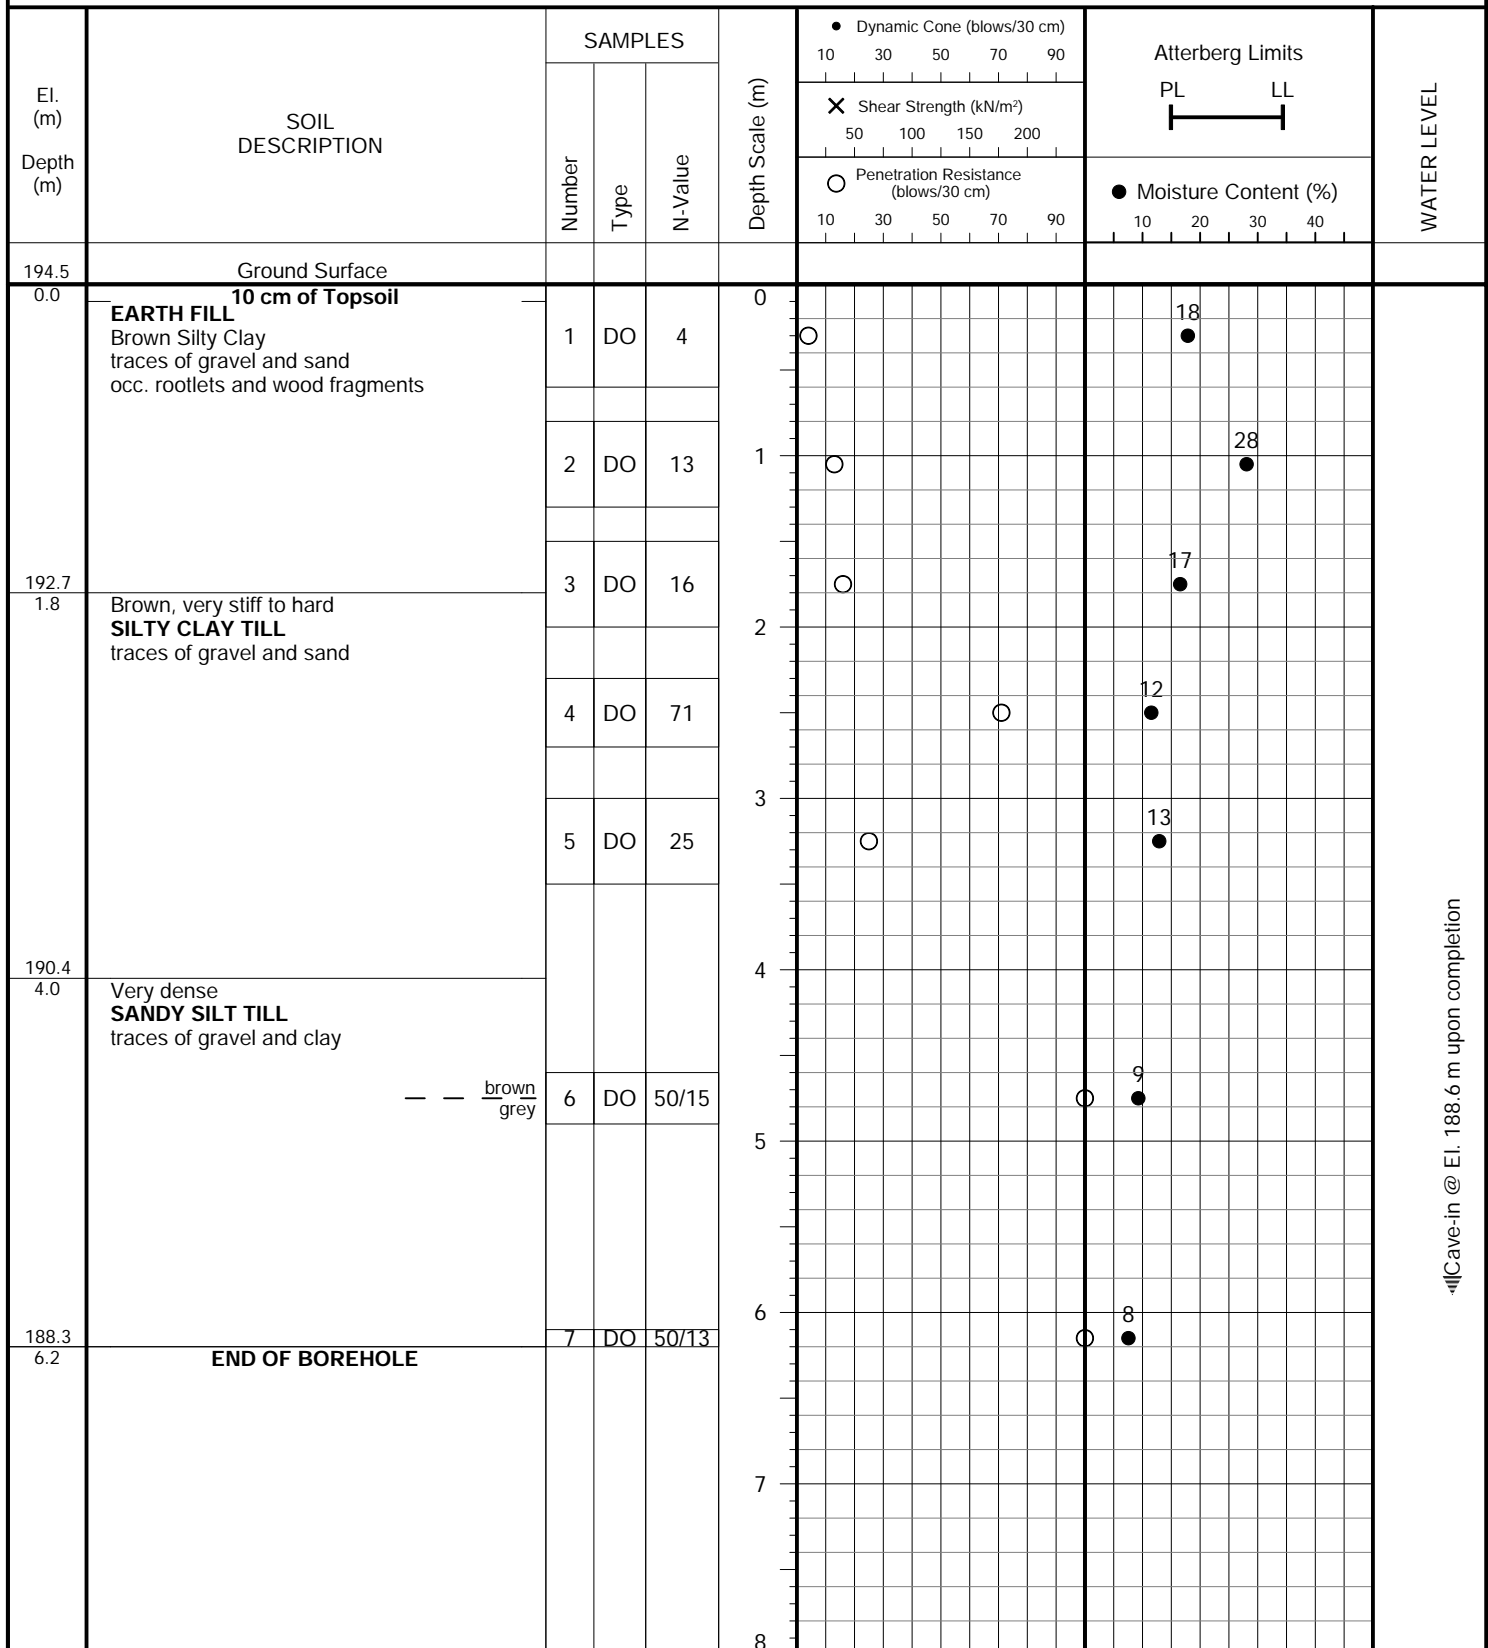 El.
(m)
Depth
(m)
SOIL
DESCRIPTION
SAMPLES
Number
Type
N-Value
Depth Scale (m)
Dynamic Cone (blows/30 cm)
10 30 50 70 90
Shear Strength (kN/m²)
50 100 150 200
Penetration Resistance
(blows/30 cm)
10 30 50 70 90
Atterberg Limits
PL LL
Moisture Content (%)
10 20 30 40
WATER LEVEL
194.5 Ground Surface
0.0 10 cm of Topsoil 0
EARTH FILL
Brown Silty Clay
traces of gravel and sand
occ. rootlets and wood fragments
1 DO 4 18
2 DO 13 1 28
3 DO 16 17
192.7
1.8 Brown, very stiff to hard
SILTY CLAY TILL
traces of gravel and sand
2
4 DO 71 12
3
5 DO 25 13
190.4 4
4.0 Very dense
SANDY SILT TILL
traces of gravel and clay
brown
grey
6 DO 50/15 9
5
6
7 DO 50/13 8
188.3
6.2 END OF BOREHOLE
7
8
Cave-in @ El. 188.6 m upon completion